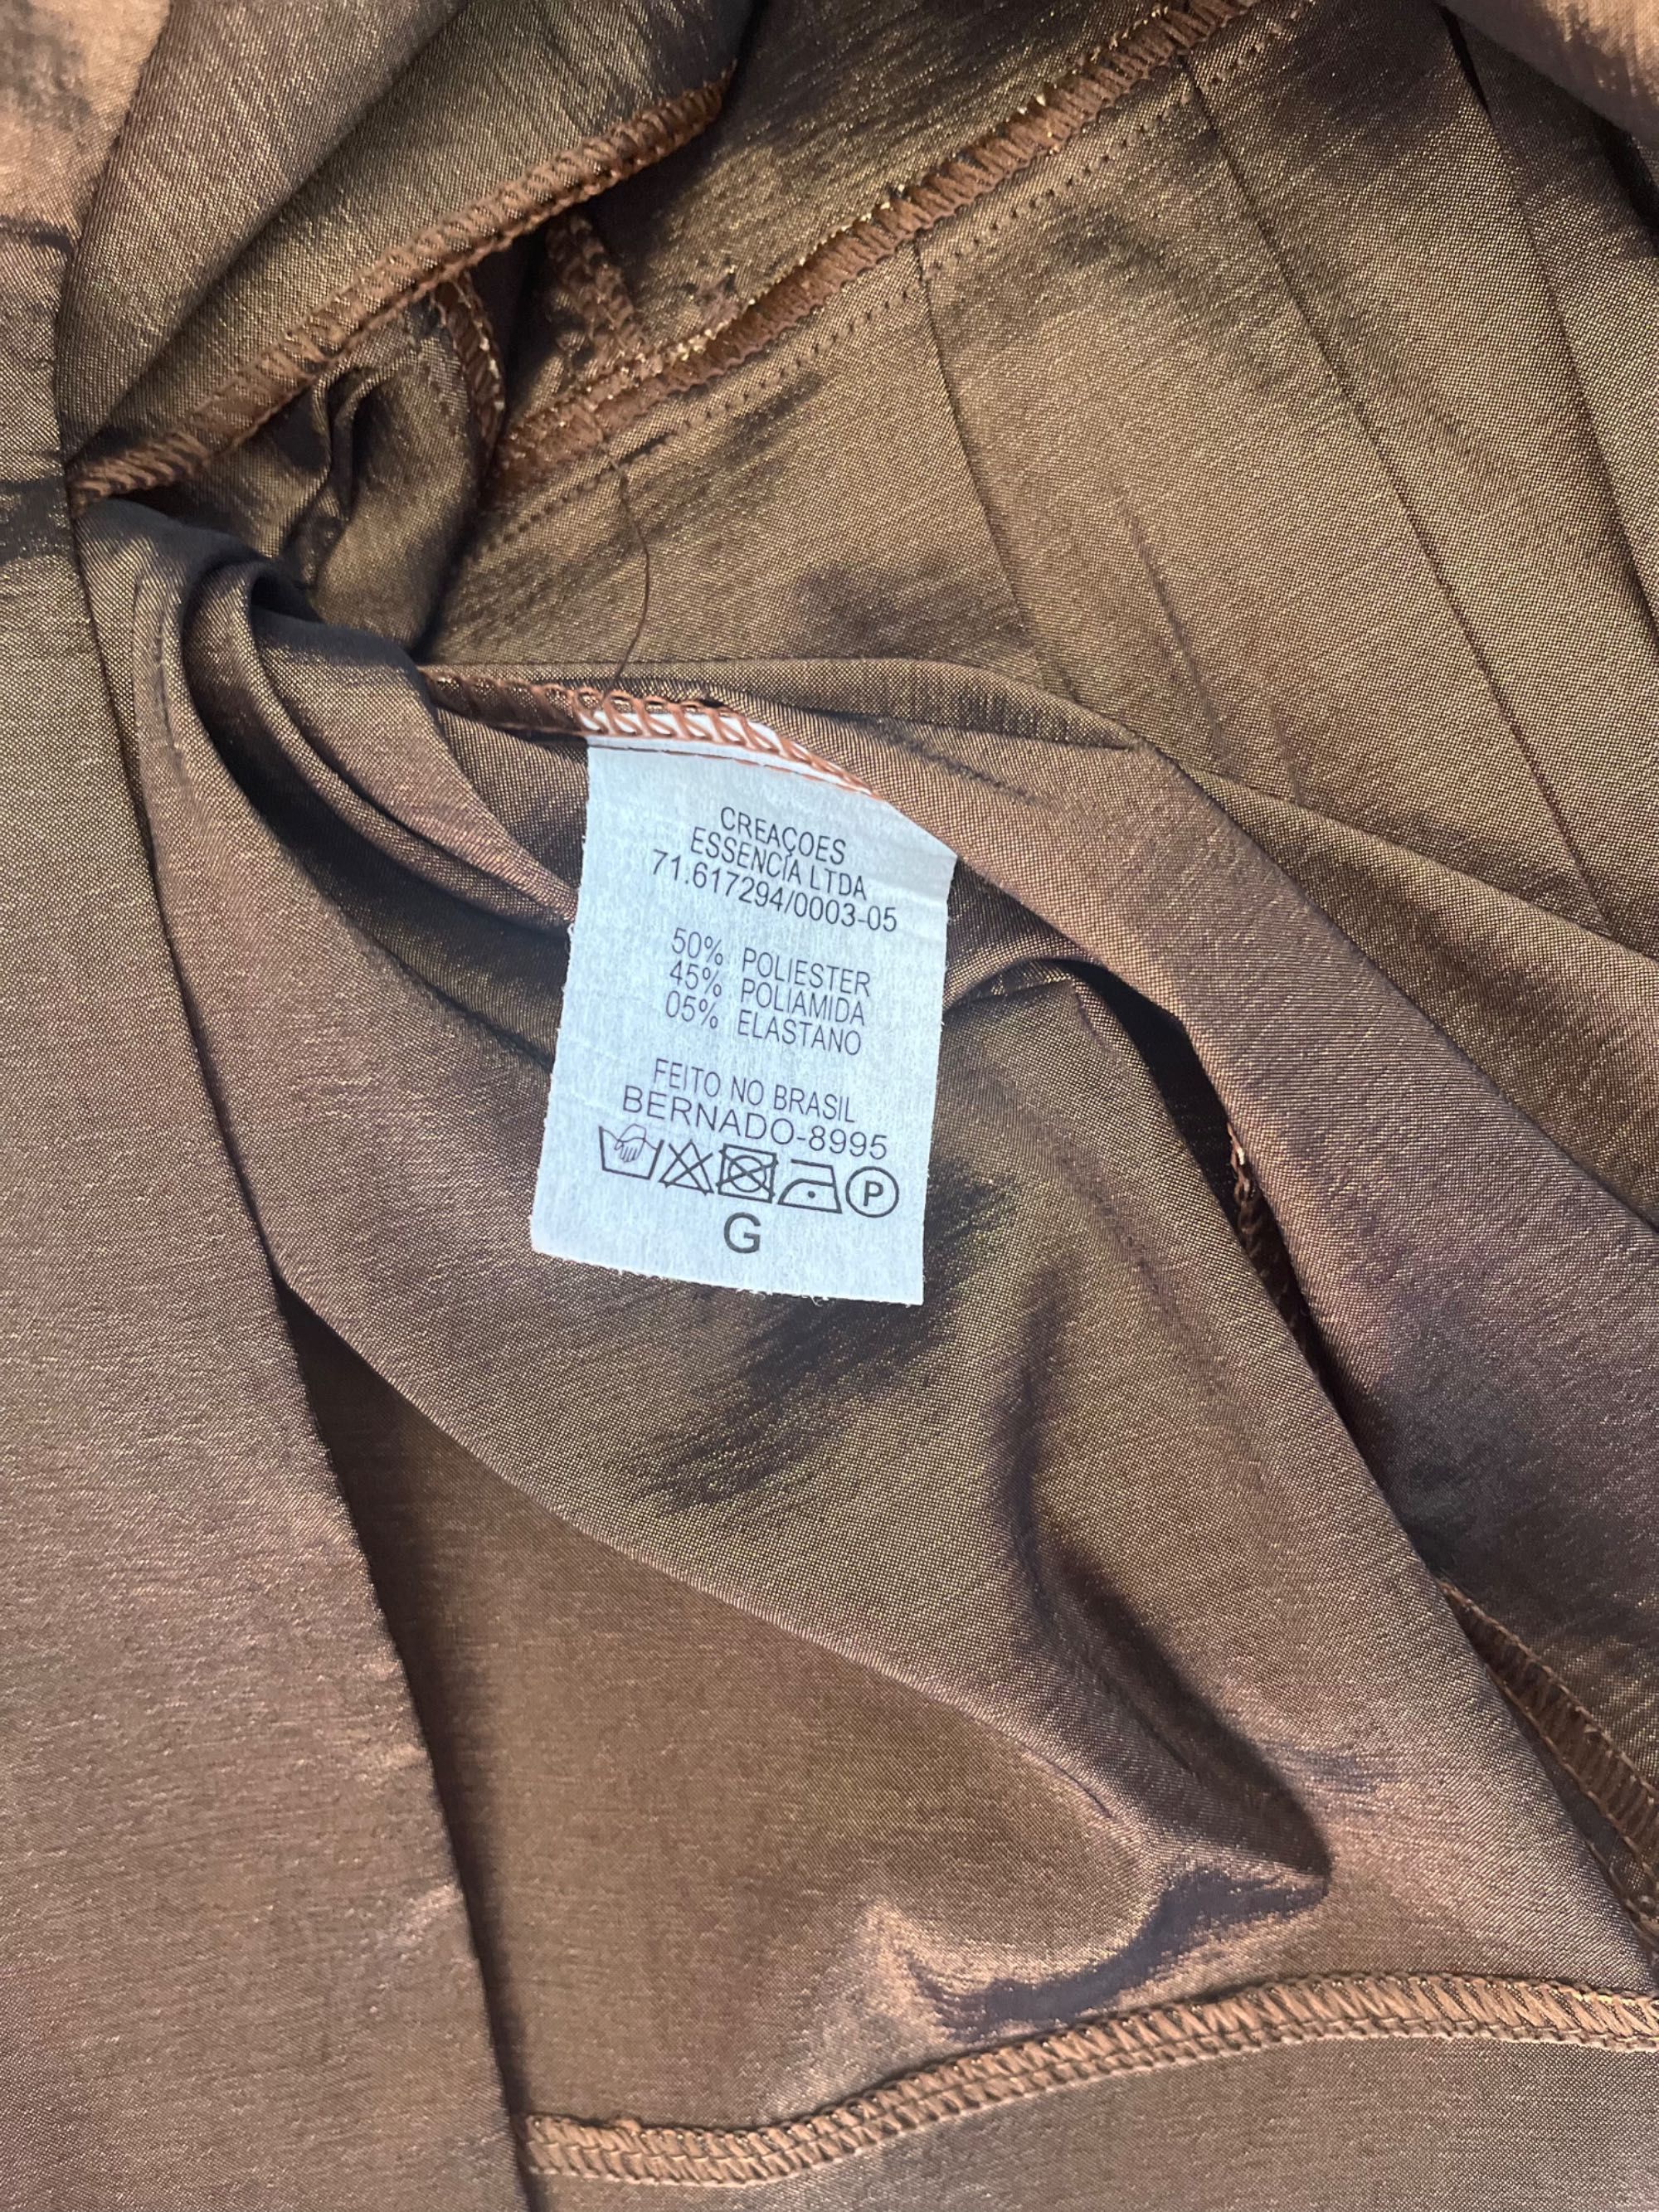 CREAÇOES
ESSENCIA LTDA
71.617294/0003-05
50% POLIESTER
45% POLIAMIDA
05% ELASTANO
FEITO NO BRASIL
BERNADO-8995
P
G